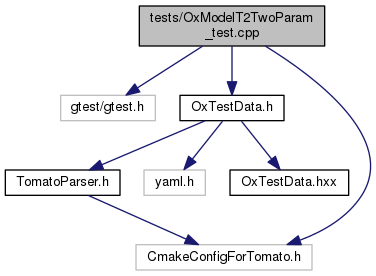 tests/OxModelT2TwoParam
_test.cpp
gtest/gtest.h
OxTestData.h
TomatoParser.h
yaml.h
OxTestData.hxx
CmakeConfigForTomato.h